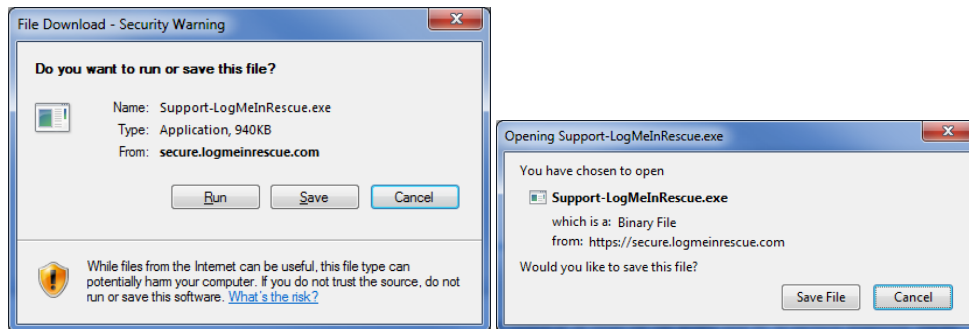 File Download - Security Warning
Do you want to run or save this file?
Name: Support-LogMeInRescue.exe
Type: Application, 940KB
From: secure.logmeinrescue.com
Run Save Cancel
While files from the Internet can be useful, this file type can
potentially harm your computer. If you do not trust the source, do not
run or save this software. What's the risk?
Opening Support-LogMeInRescue.exe
You have chosen to open
Support-LogMeInRescue.exe
which is a: Binary File
from: https://secure.logmeinrescue.com
Would you like to save this file?
Save File Cancel